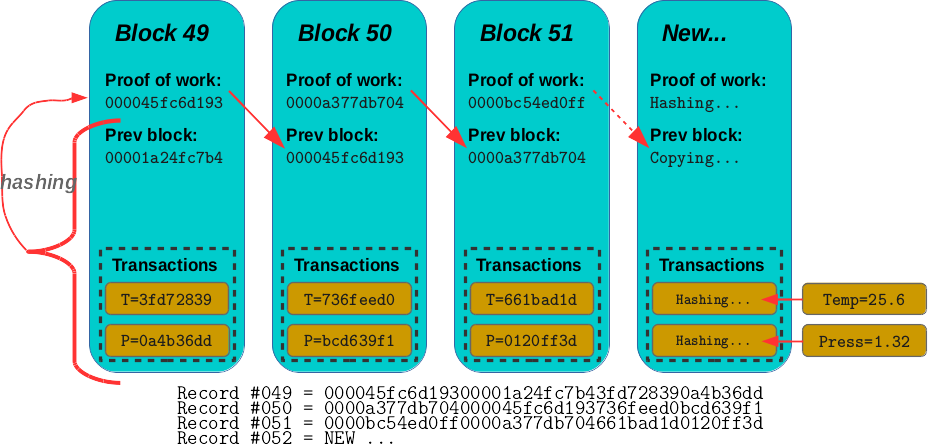 Block 49
Block 50
Block 51
New...
Proof of work:
000045fc6d193
Proof of work:
0000a377db704
Proof of work:
0000bc54ed0ff
Proof of work:
Hashing...
Prev block:
00001a24fc7b4
Prev block:
000045fc6d193
Prev block:
0000a377db704
Prev block:
Copying...
hashing
Transactions
T=3fd72839
P=0a4b36dd
Transactions
T=736feed0
P=bcd639f1
Transactions
T=661bad1d
P=0120ff3d
Transactions
Hashing...
Hashing...
Temp=25.6
Press=1.32
Record #049 = 000045fc6d19300001a24fc7b43fd728390a4b36dd
Record #050 = 0000a377db704000045fc6d193736feed0bcd639f1
Record #051 = 0000bc54ed0ff0000a377db704661bad1d0120ff3d
Record #052 = NEW ...